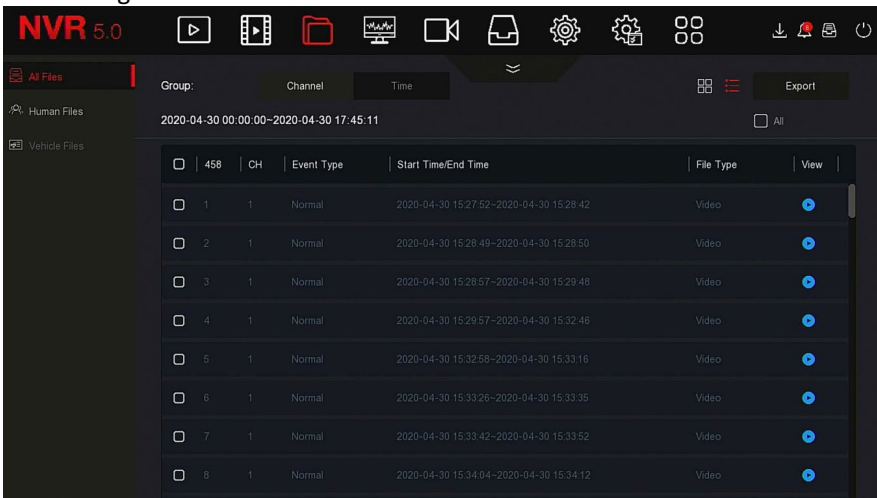 NVR 5.0
All Files
Human Files
Vehicle Files
Group: Channel Time Export
2020-04-30 00:00:00~2020-04-30 17:45:11 All
458 CH Event Type Start Time/End Time File Type View
1 1 Normal 2020-04-30 15:27:52~2020-04-30 15:28:42 Video
2 1 Normal 2020-04-30 15:28:49~2020-04-30 15:28:50 Video
3 1 Normal 2020-04-30 15:28:57~2020-04-30 15:29:48 Video
4 1 Normal 2020-04-30 15:29:57~2020-04-30 15:32:46 Video
5 1 Normal 2020-04-30 15:32:58~2020-04-30 15:33:16 Video
6 1 Normal 2020-04-30 15:33:26~2020-04-30 15:33:35 Video
7 1 Normal 2020-04-30 15:33:42~2020-04-30 15:33:52 Video
8 1 Normal 2020-04-30 15:34:04~2020-04-30 15:34:12 Video